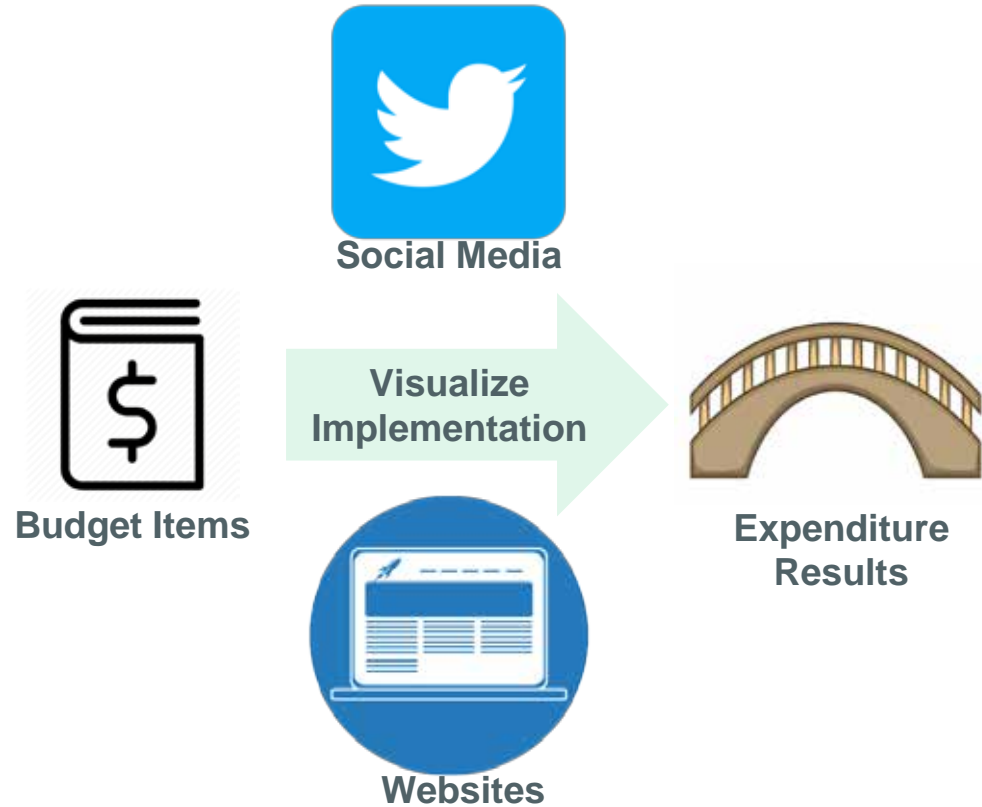 Social Media
Visualize
Implementation
$
Budget Items
Expenditure
Results
Websites